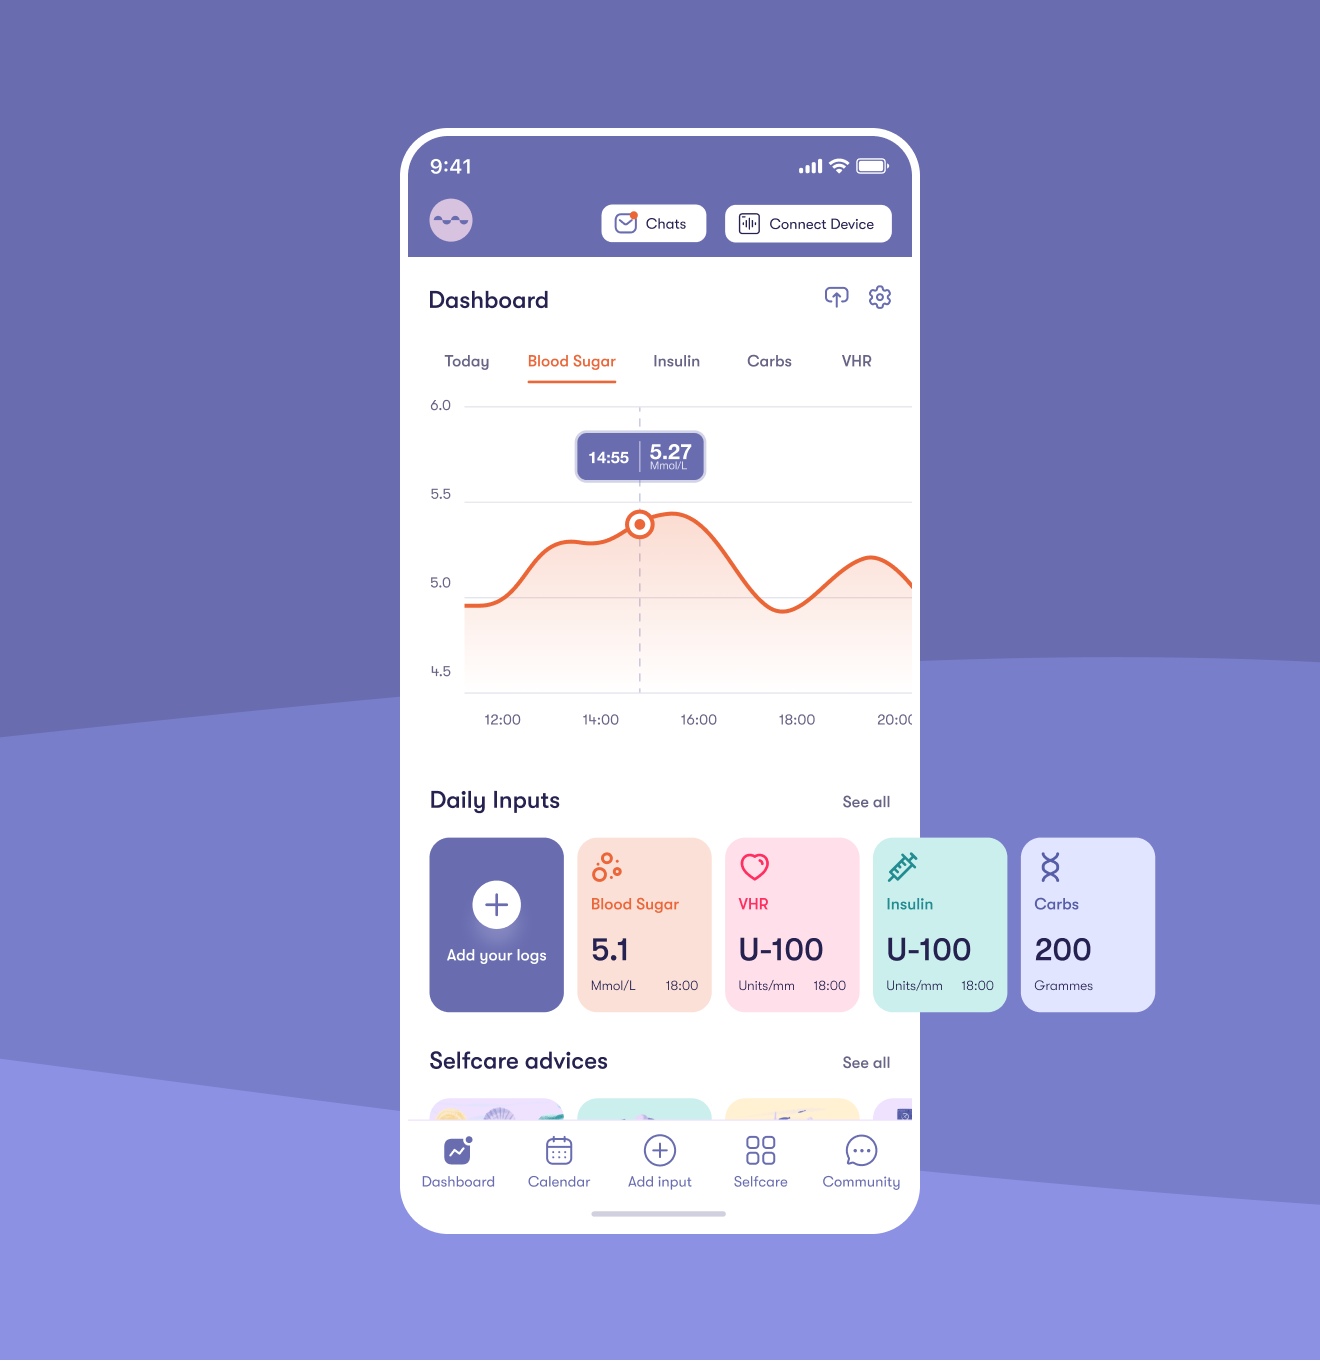 9:41
Chats
Connect Device
Dashboard
Today
Blood Sugar
Insulin
Carbs
VHR
6.0
14:55
5.27
Mmol/L
5.5
5.0
4.5
12:00
14:00
16:00
18:00
20:00
Daily Inputs
See all
Add your logs
Blood Sugar
5.1
Mmol/L 18:00
VHR
U-100
Units/mm 18:00
Insulin
U-100
Units/mm 18:00
Carbs
200
Grammes
Selfcare advices
See all
Dashboard
Calendar
Add input
Selfcare
Community